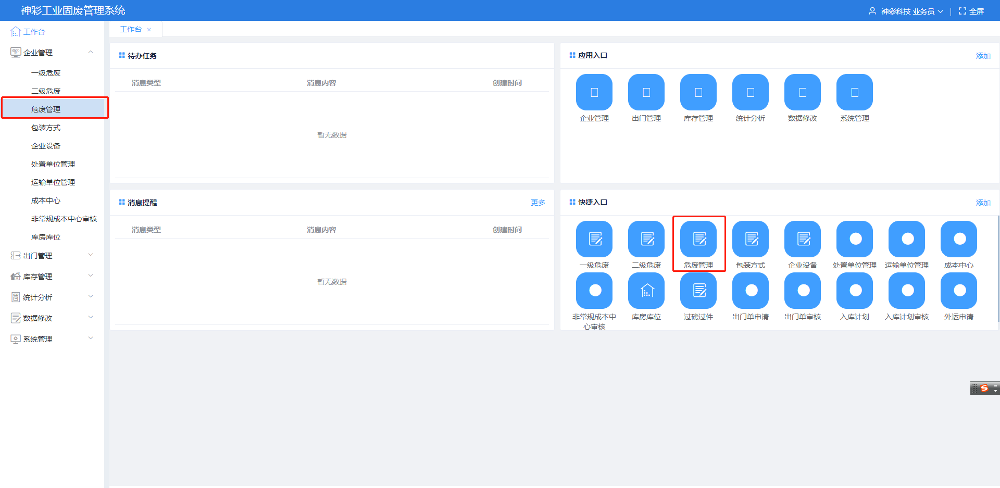 神彩工业固废管理系统
神彩科技 业务员
全屏
工作台
企业管理
一级危废
二级危废
危废管理
包装方式
企业设备
处置单位管理
运输单位管理
成本中心
非常规成本中心审核
库房库位
出门管理
库存管理
统计分析
数据修改
系统管理
工作台 ×
待办任务
消息类型 消息内容 创建时间
暂无数据
应用入口 添加
企业管理 出门管理 库存管理 统计分析 数据修改 系统管理
消息提醒 更多
消息类型 消息内容 创建时间
暂无数据
快捷入口 添加
一级危废 二级危废 危废管理 包装方式 企业设备 处置单位管理 运输单位管理 成本中心
非常规成本中 库房库位 过磅过件 出门单申请 出门单审核 入库计划 入库计划审核 外运申请
心审核
S